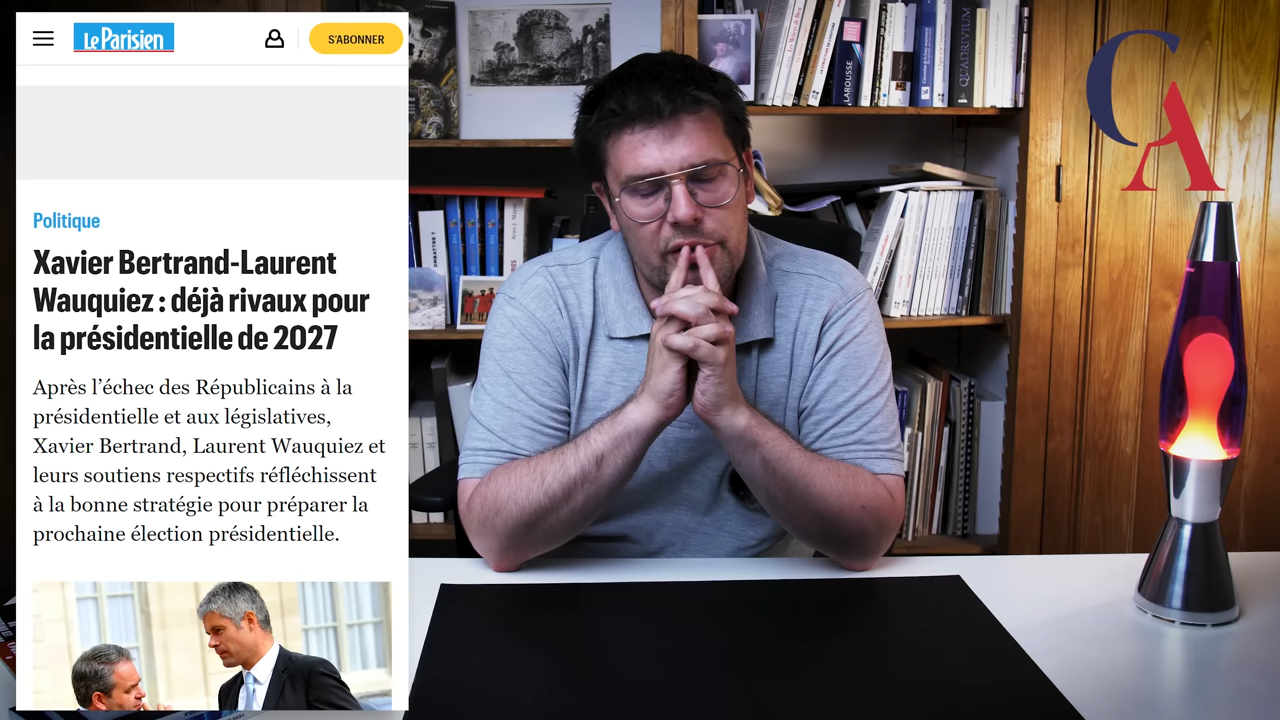 Le Parisien
S'ABONNER
Politique
Xavier Bertrand-Laurent
Wauquiez : déjà rivaux pour
la présidentielle de 2027
Après l’échec des Républicains à la
présidentielle et aux législatives,
Xavier Bertrand, Laurent Wauquiez et
leurs soutiens respectifs réfléchissent
à la bonne stratégie pour préparer la
prochaine élection présidentielle.
CA
LAROUSSE
QUADRIVIUM